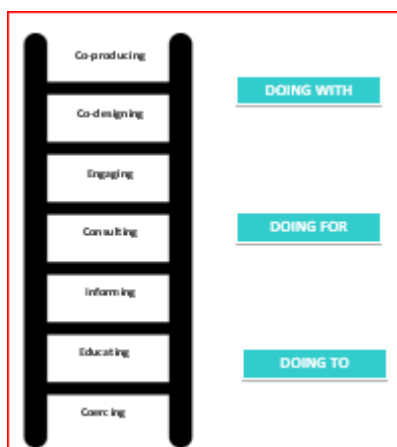 Co-producing
DOING WITH
Co-designing
Engaging
Consulting
DOING FOR
Informing
Educating
DOING TO
Coercing